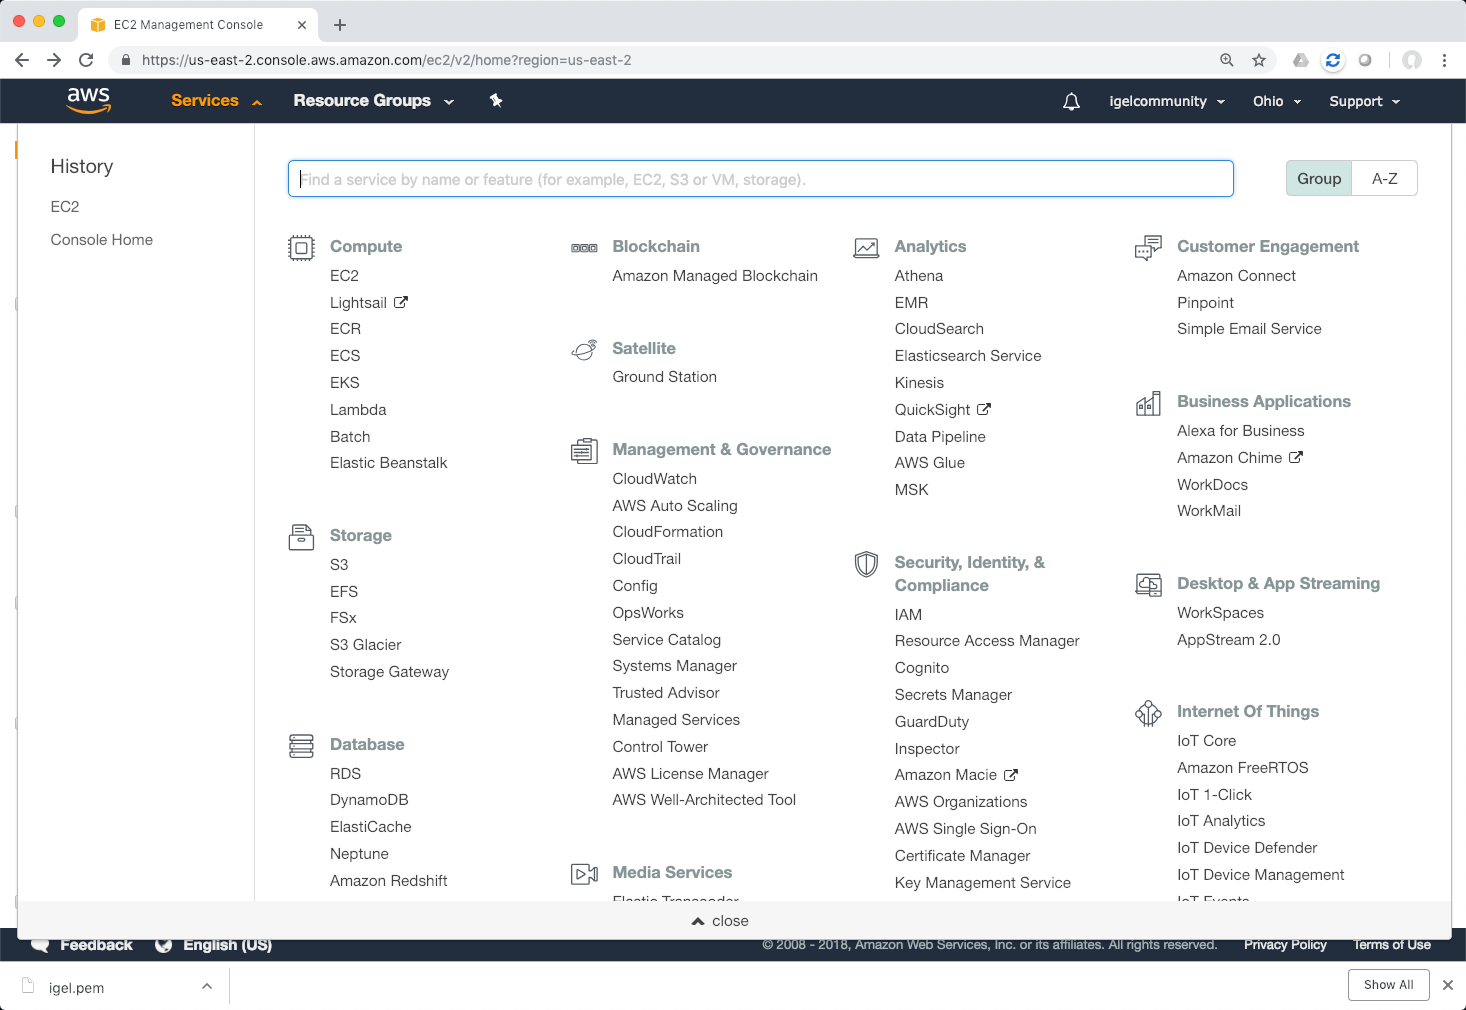 EC2 Management Console
https://us-east-2.console.aws.amazon.com/ec2/v2/home?region=us-east-2
aws
Services
Resource Groups
igelcommunity
Ohio
Support
History
EC2
Console Home
Find a service by name or feature (for example, EC2, S3 or VM, storage).
Group
A-Z
Compute
EC2
Lightsail
ECR
ECS
EKS
Lambda
Batch
Elastic Beanstalk
Storage
S3
EFS
FSx
S3 Glacier
Storage Gateway
Database
RDS
DynamoDB
ElastiCache
Neptune
Amazon Redshift
Blockchain
Amazon Managed Blockchain
Satellite
Ground Station
Management & Governance
CloudWatch
AWS Auto Scaling
CloudFormation
CloudTrail
Config
OpsWorks
Service Catalog
Systems Manager
Trusted Advisor
Managed Services
Control Tower
AWS License Manager
AWS Well-Architected Tool
Media Services
Elastic Transcoder
Analytics
Athena
EMR
CloudSearch
Elasticsearch Service
Kinesis
QuickSight
Data Pipeline
AWS Glue
MSK
Security, Identity, &
Compliance
IAM
Resource Access Manager
Cognito
Secrets Manager
GuardDuty
Inspector
Amazon Macie
AWS Organizations
AWS Single Sign-On
Certificate Manager
Key Management Service
Customer Engagement
Amazon Connect
Pinpoint
Simple Email Service
Business Applications
Alexa for Business
Amazon Chime
WorkDocs
WorkMail
Desktop & App Streaming
WorkSpaces
AppStream 2.0
Internet Of Things
IoT Core
Amazon FreeRTOS
IoT 1-Click
IoT Analytics
IoT Device Defender
IoT Device Management
IoT Events
close
Feedback
English (US)
© 2008 - 2018, Amazon Web Services, Inc. or its affiliates. All rights reserved.
Privacy Policy
Terms of Use
igel.pem
Show All